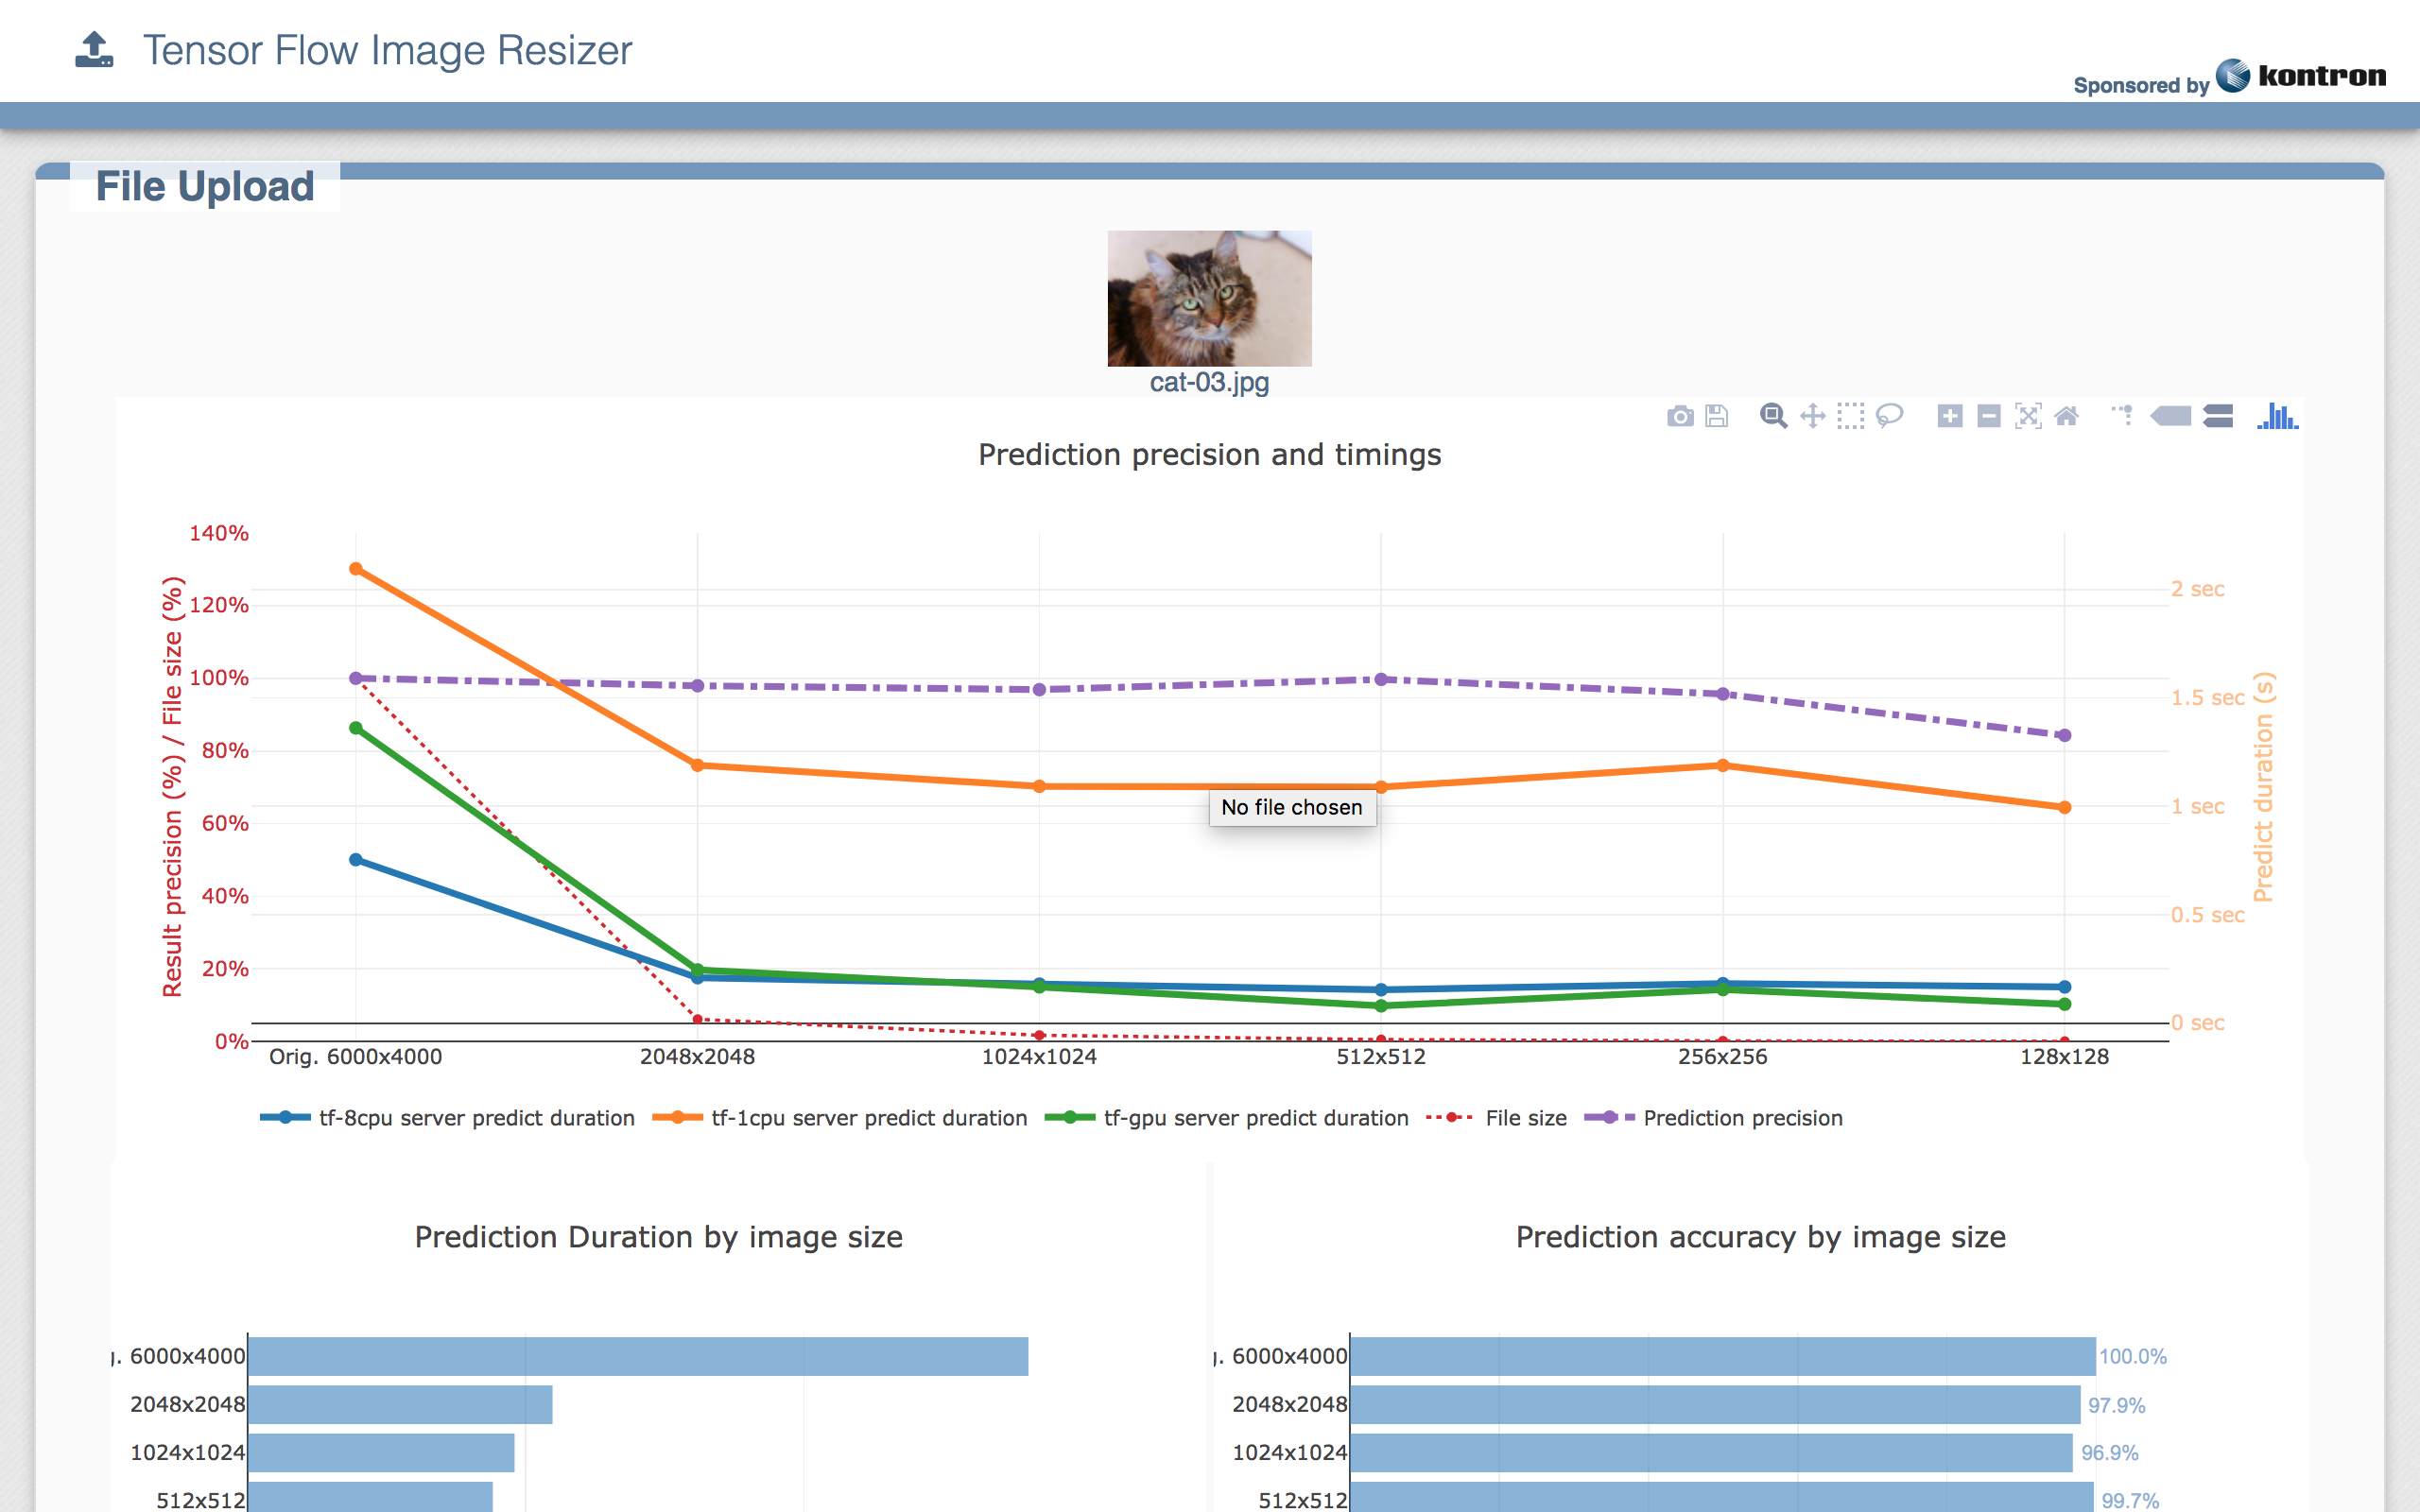 Tensor Flow Image Resizer
Sponsored by kontron
File Upload
cat-03.jpg
Prediction precision and timings
Result precision (%) / File size (%)
140%
120%
100%
80%
60%
40%
20%
0%
2 sec
1.5 sec
1 sec
0.5 sec
0 sec
Predict duration (s)
No file chosen
Orig. 6000x4000 2048x2048 1024x1024 512x512 256x256 128x128
tf-8cpu server predict duration tf-1cpu server predict duration tf-gpu server predict duration File size Prediction precision
Prediction Duration by image size
g. 6000x4000
2048x2048
1024x1024
512x512
Prediction accuracy by image size
g. 6000x4000 100.0%
2048x2048 97.9%
1024x1024 96.9%
512x512 99.7%